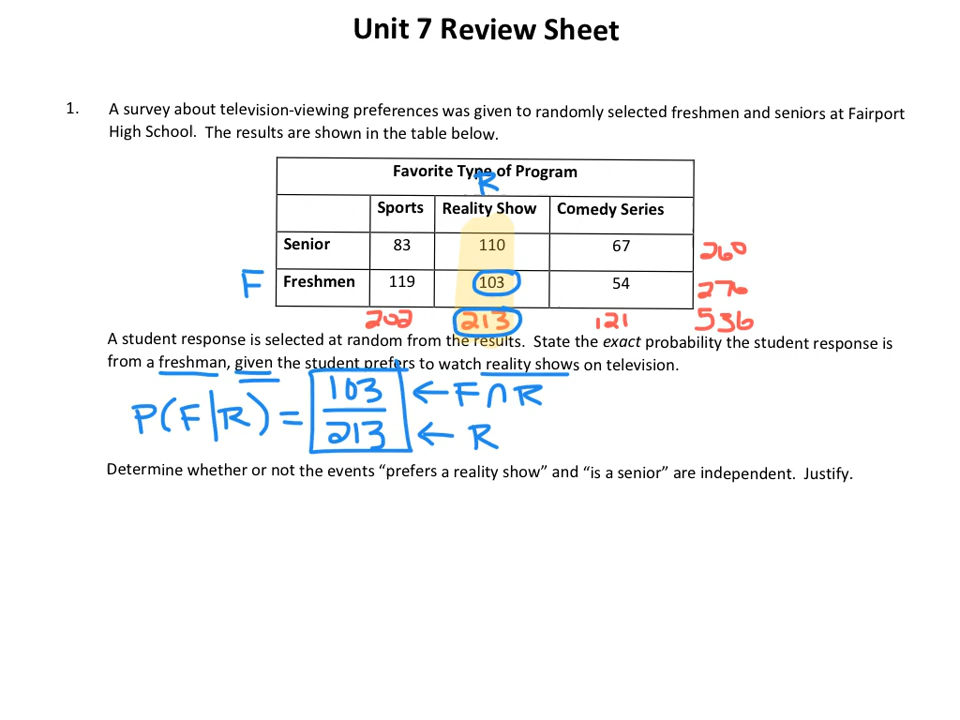 Unit 7 Review Sheet
1. A survey about television-viewing preferences was given to randomly selected freshmen and seniors at Fairport
High School. The results are shown in the table below.
Favorite Type of Program
R
Sports Reality Show Comedy Series
Senior 83 110 67 260
F Freshmen 119 103 54 276
202 213 121 536
A student response is selected at random from the results. State the exact probability the student response is
from a freshman, given the student prefers to watch reality shows on television.
P(F|R) = 103 ← F∩R
213 ← R
Determine whether or not the events “prefers a reality show” and “is a senior” are independent. Justify.